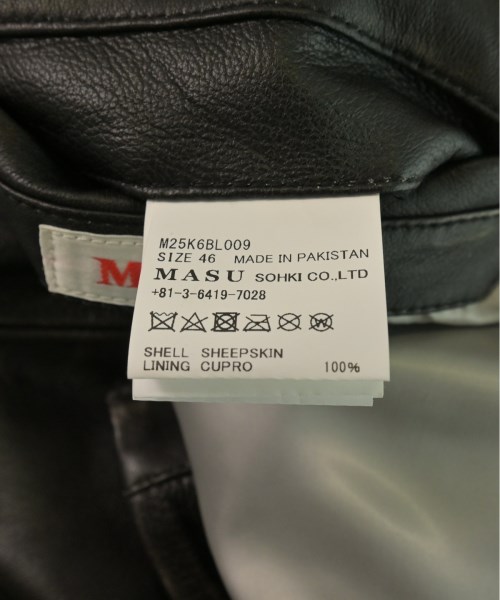 M25K6BL009
SIZE 46 MADE IN PAKISTAN
MASU SOHKI CO.,LTD
+81-3-6419-7028
SHELL SHEEPSKIN
LINING CUPRO 100%
M